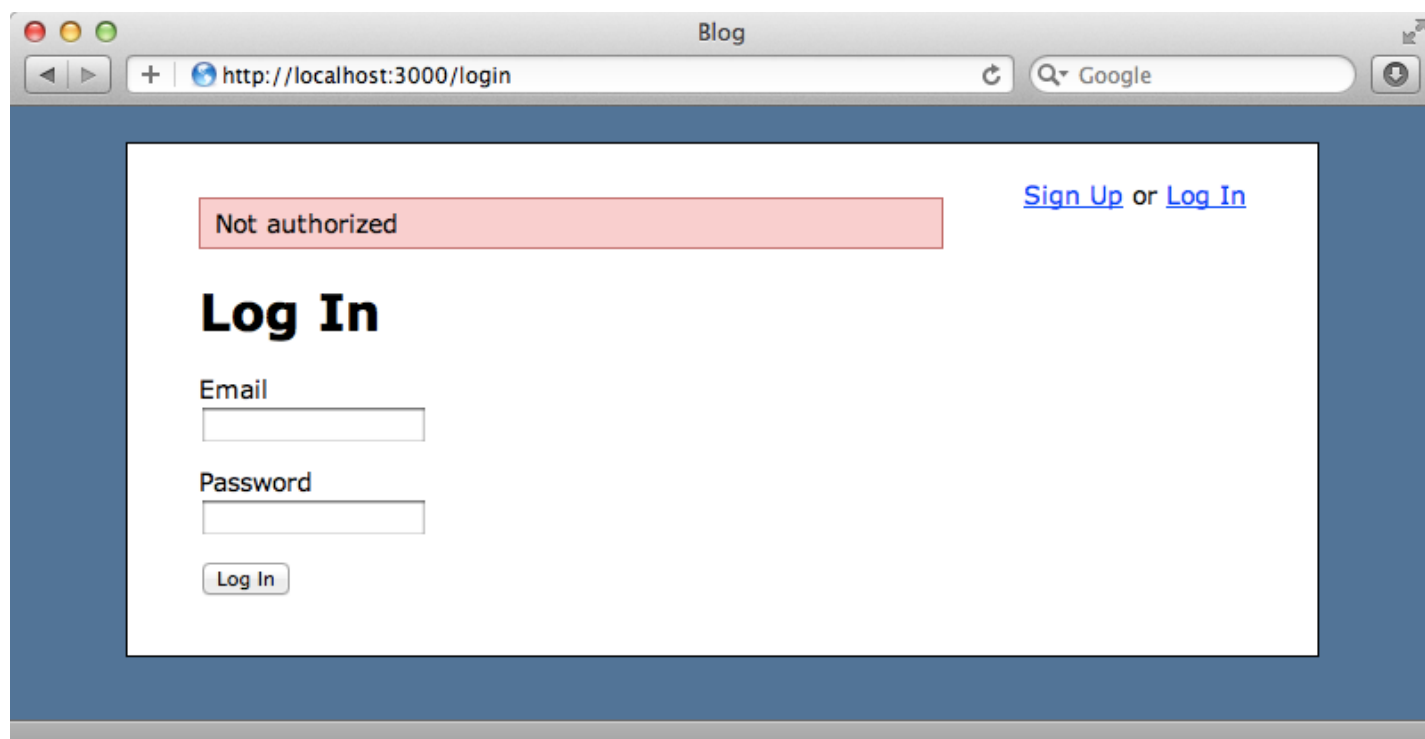 Blog
http://localhost:3000/login
Google
Sign Up or Log In
Not authorized
Log In
Email
Password
Log In